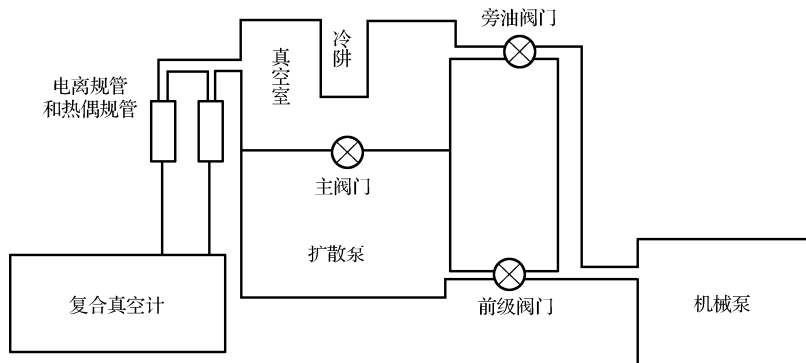 旁油阀门
冷
阱
真
空
室
电离规管
和热偶规管
主阀门
扩散泵
前级阀门
复合真空计
机械泵